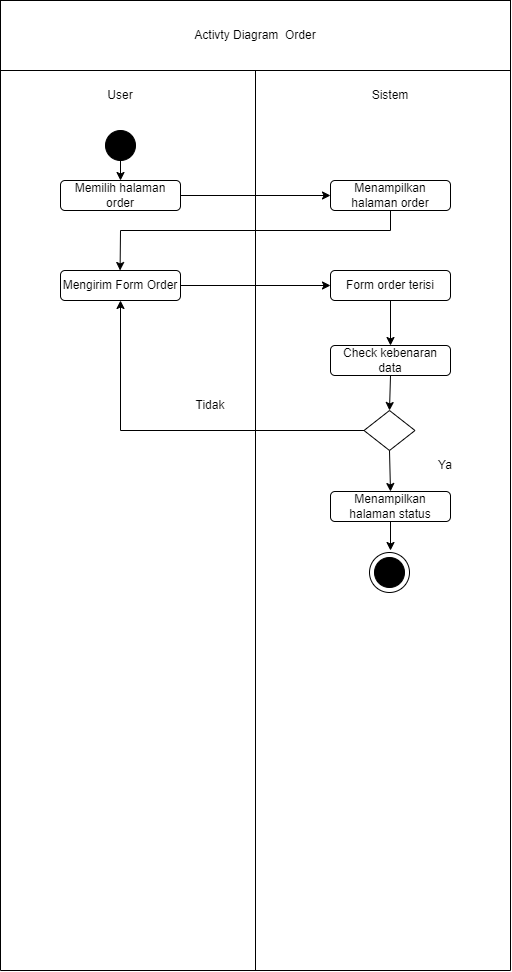 Activty Diagram  Order
User
Sistem
Memilih halaman
order
Menampilkan
halaman order
Mengirim Form Order
Form order terisi
Check kebenaran
data
Tidak
Ya
Menampilkan
halaman status